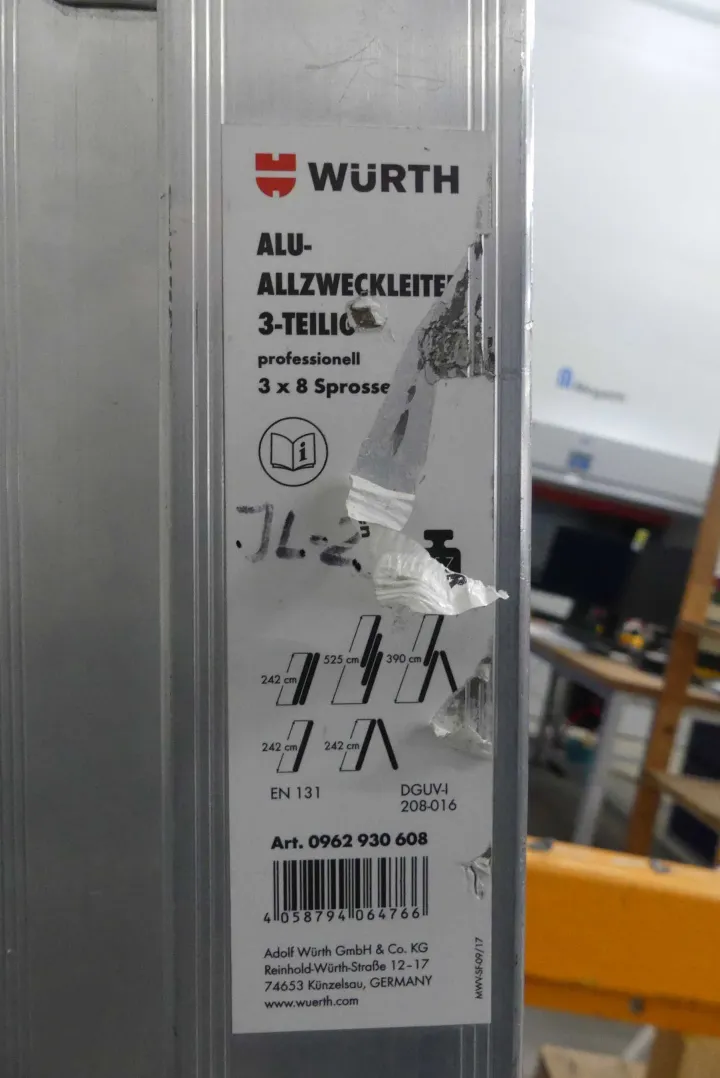 WÜRTH
ALU-
ALLZWECKLEITE
3-TEILIG
professionell
3 x 8 Sprosse
JL-2
242 cm
525 cm
390 cm
242 cm
242 cm
EN 131
DGUV-I
208-016
Art. 0962 930 608
4 058794 064766
Adolf Würth GmbH & Co. KG
Reinhold-Würth-Straße 12-17
74653 Künzelsau, GERMANY
www.wuerth.com
MWV-SF-09/17